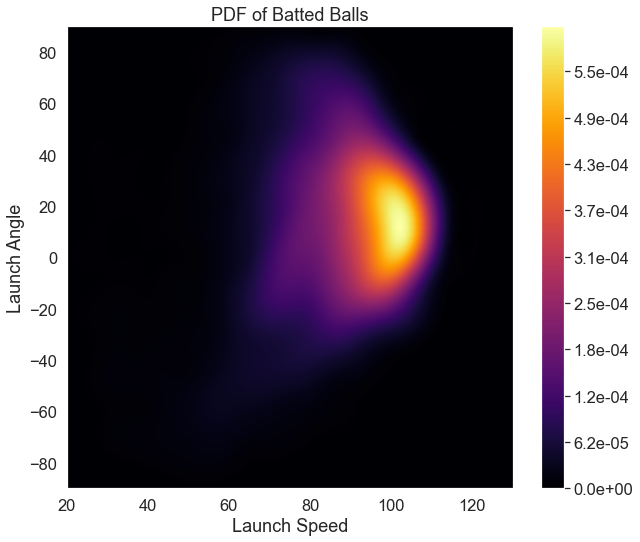 PDF of Batted Balls
80
60
40
20
0
−20
−40
−60
−80
Launch Angle
20
40
60
80
100
120
Launch Speed
5.5e-04
4.9e-04
4.3e-04
3.7e-04
3.1e-04
2.5e-04
1.8e-04
1.2e-04
6.2e-05
0.0e+00